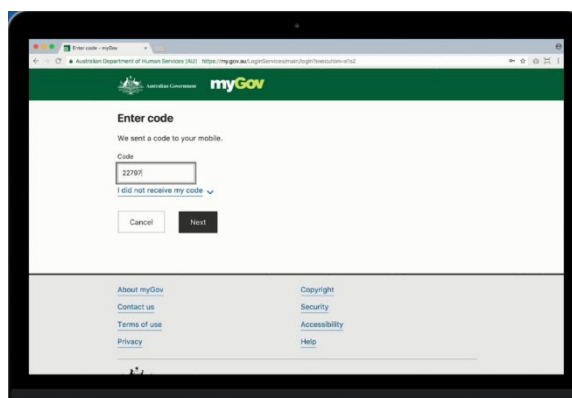 Enter code - myGov
Australian Department of Human Services [AU] https://my.gov.au/LoginServices/main/login?execution=e1s2
Australian Government
myGov
Enter code
We sent a code to your mobile.
Code
22797
I did not receive my code
Cancel
Next
About myGov
Copyright
Contact us
Security
Terms of use
Accessibility
Privacy
Help